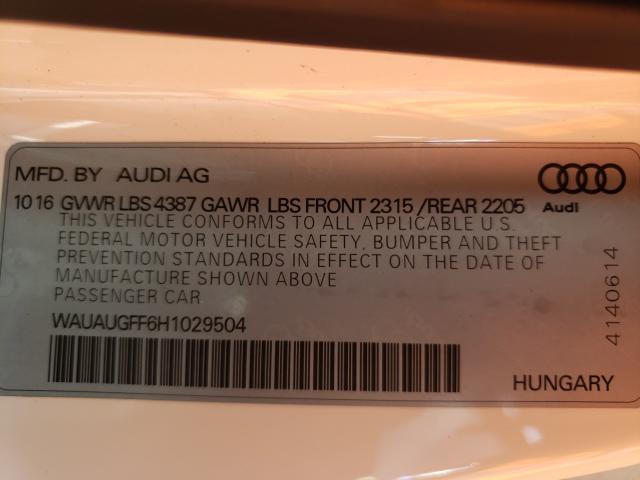 MFD. BY AUDI AG
10 16 GVWR LBS 4387 GAWR LBS FRONT 2315 /REAR 2205
Audi
THIS VEHICLE CONFORMS TO ALL APPLICABLE U.S.
FEDERAL MOTOR VEHICLE SAFETY, BUMPER AND THEFT
PREVENTION STANDARDS IN EFFECT ON THE DATE OF
MANUFACTURE SHOWN ABOVE
PASSENGER CAR
WAUAUGFF6H1029504
4140614
HUNGARY